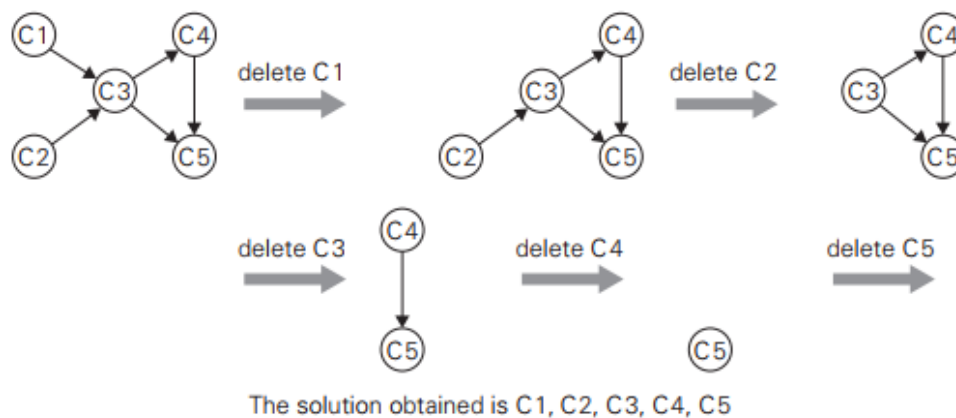 C1 C4
delete C1
C4
delete C2
C4
C3
C3
C3
C2 C5
C2 C5
C5
delete C3
C4
delete C4
delete C5
C5
C5
The solution obtained is C1, C2, C3, C4, C5